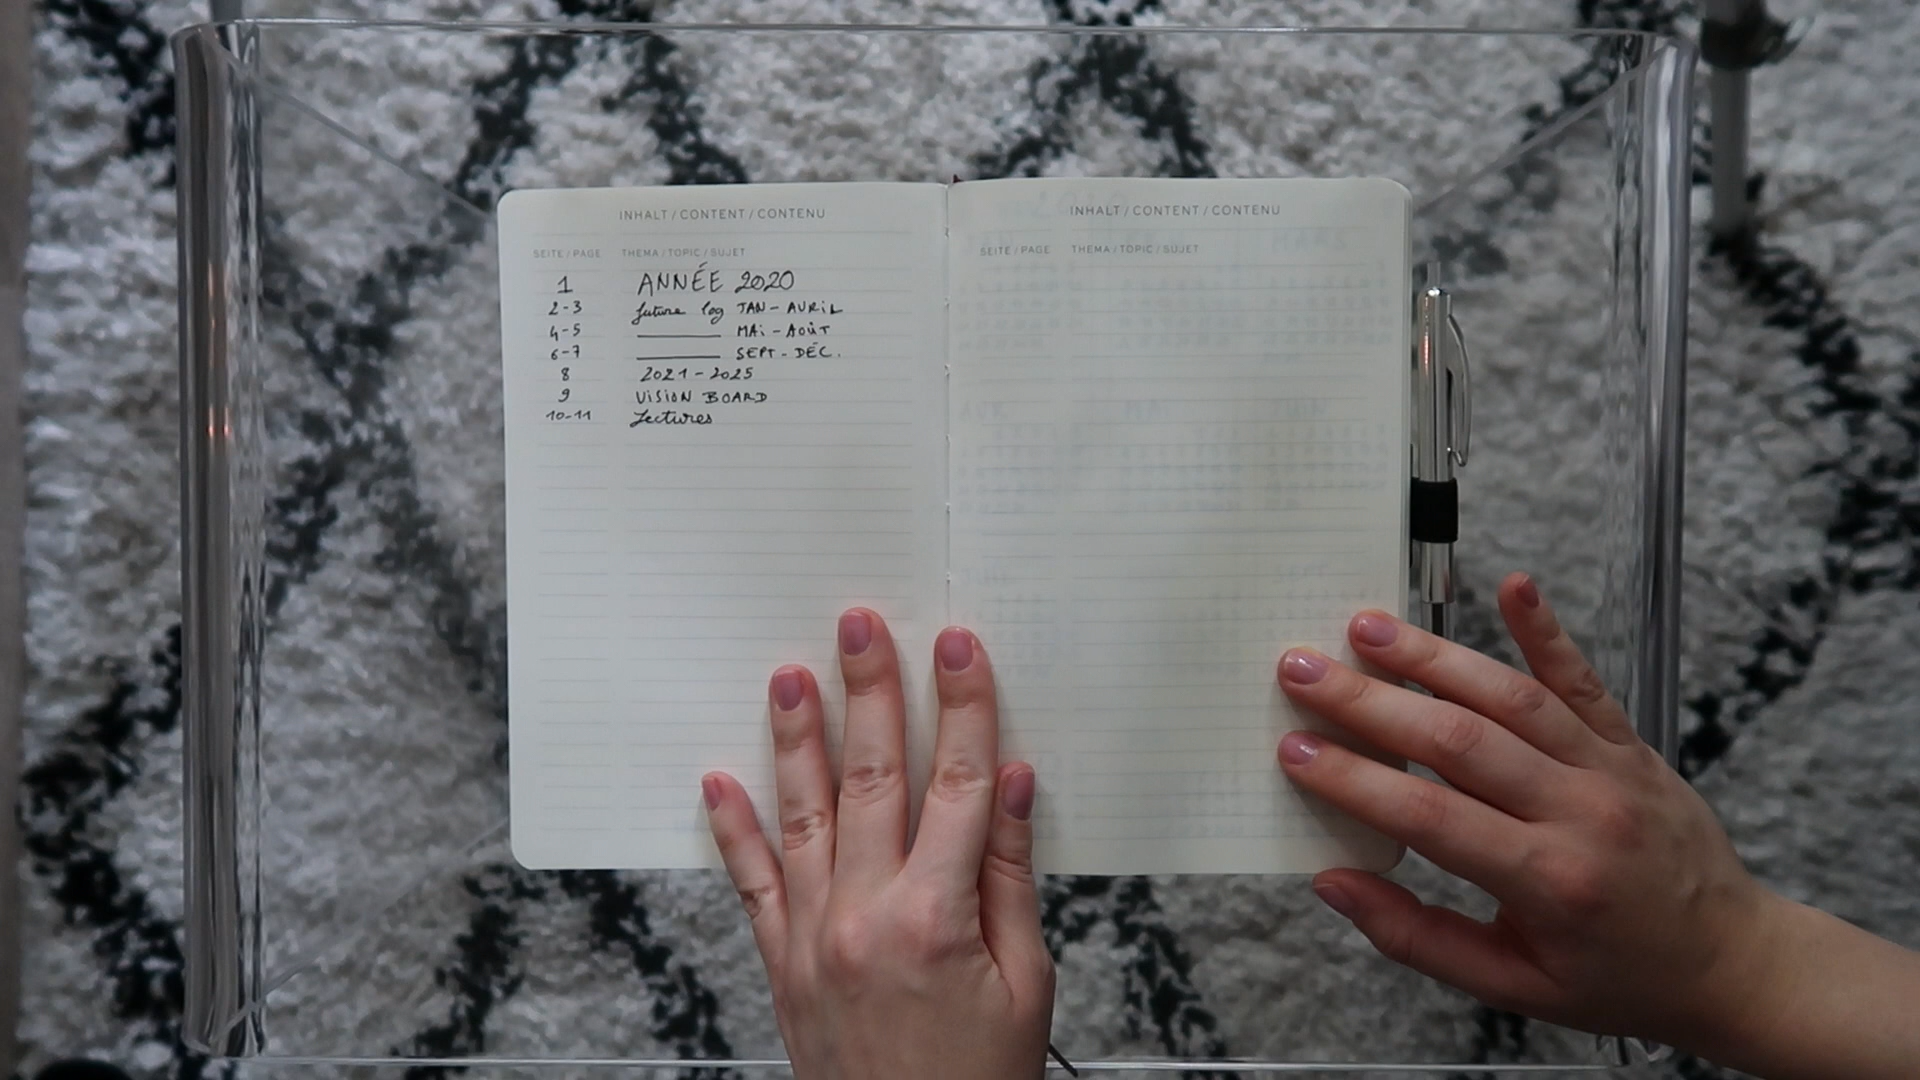 INHALT / CONTENT / CONTENU
SEITE / PAGE THEMA / TOPIC / SUJET
1 ANNÉE 2020
2-3 future log JAN - AVRIL
4-5 MAi - AOÛT
6-7 SEPT - DÉC.
8 2021 - 2025
9 ViSiON BOARD
10-11 Lectures
INHALT / CONTENT / CONTENU
SEITE / PAGE THEMA / TOPIC / SUJET